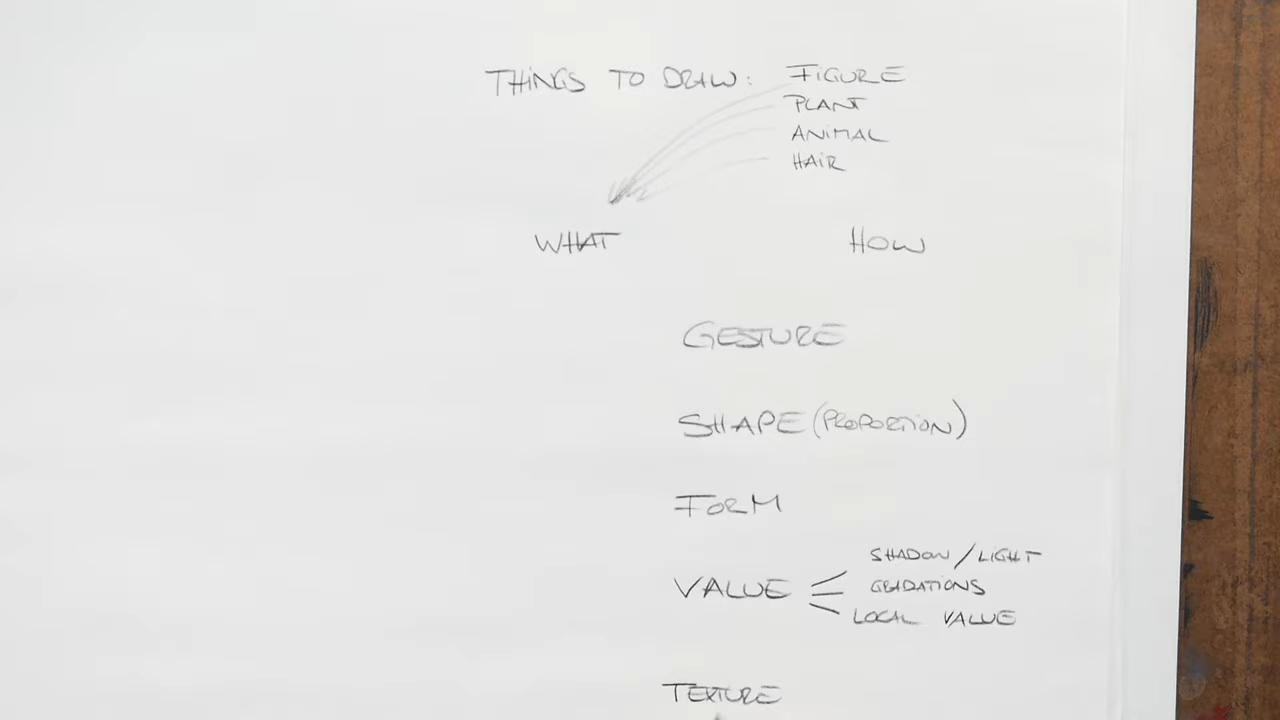 THINGS TO DRAW: FIGURE
PLANT
ANIMAL
HAIR
WHAT HOW
GESTURE
SHAPE (PROPORTION)
FORM
SHADOW/LIGHT
VALUE GRADATIONS
LOCAL VALUE
TEXTURE